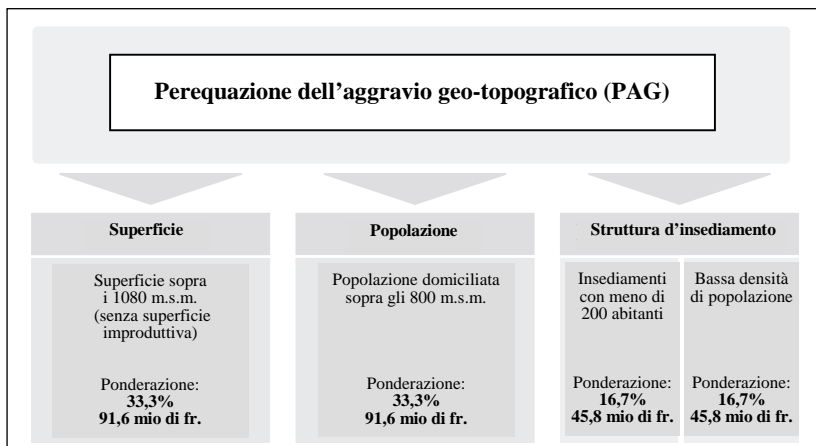 Perequazione dell’aggravio geo-topografico (PAG)
Superficie
Superficie sopra
i 1080 m.s.m.
(senza superficie
improduttiva)
Ponderazione:
33,3%
91,6 mio di fr.
Popolazione
Popolazione domiciliata
sopra gli 800 m.s.m.
Ponderazione:
33,3%
91,6 mio di fr.
Struttura d’insediamento
Insediamenti
con meno di
200 abitanti
Ponderazione:
16,7%
45,8 mio di fr.
Bassa densità
di popolazione
Ponderazione:
16,7%
45,8 mio di fr.